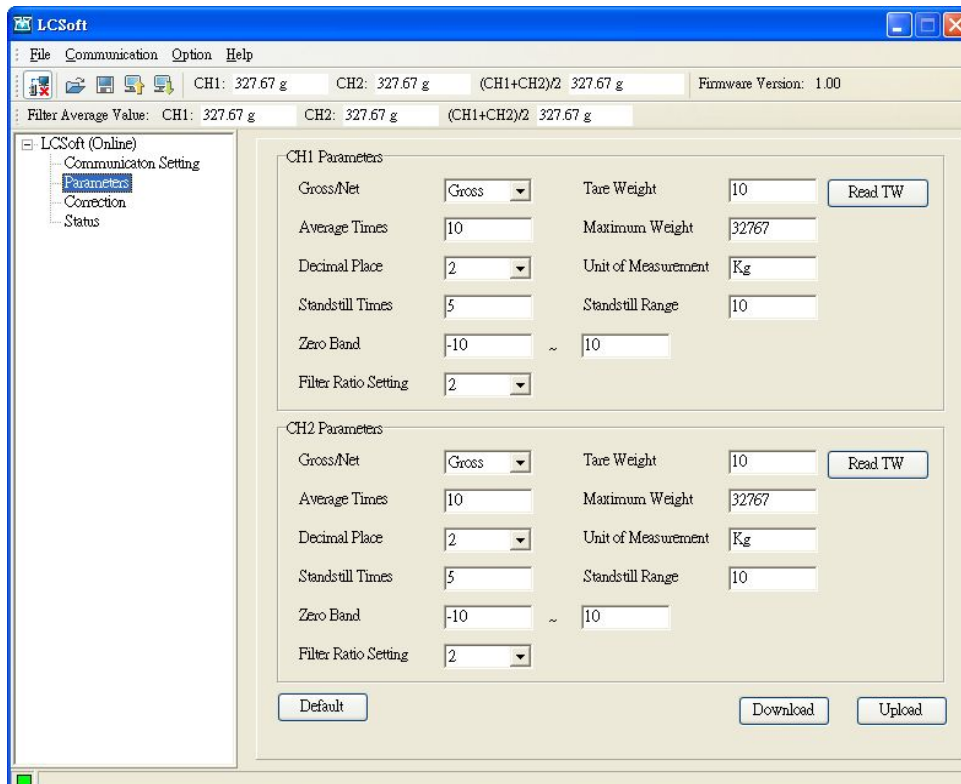 LCSoft
File Communication Option Help
CH1: 327.67 g CH2: 327.67 g (CH1+CH2)/2 327.67 g Firmware Version: 1.00
Filter Average Value: CH1: 327.67 g CH2: 327.67 g (CH1+CH2)/2 327.67 g
LCSoft (Online)
Communicaton Setting
Parameters
Correction
Status
CH1 Parameters
Gross/Net Gross Tare Weight 10 Read TW
Average Times 10 Maximum Weight 32767
Decimal Place 2 Unit of Measurement Kg
Standstill Times 5 Standstill Range 10
Zero Band -10 ~ 10
Filter Ratio Setting 2
CH2 Parameters
Gross/Net Gross Tare Weight 10 Read TW
Average Times 10 Maximum Weight 32767
Decimal Place 2 Unit of Measurement Kg
Standstill Times 5 Standstill Range 10
Zero Band -10 ~ 10
Filter Ratio Setting 2
Default Download Upload